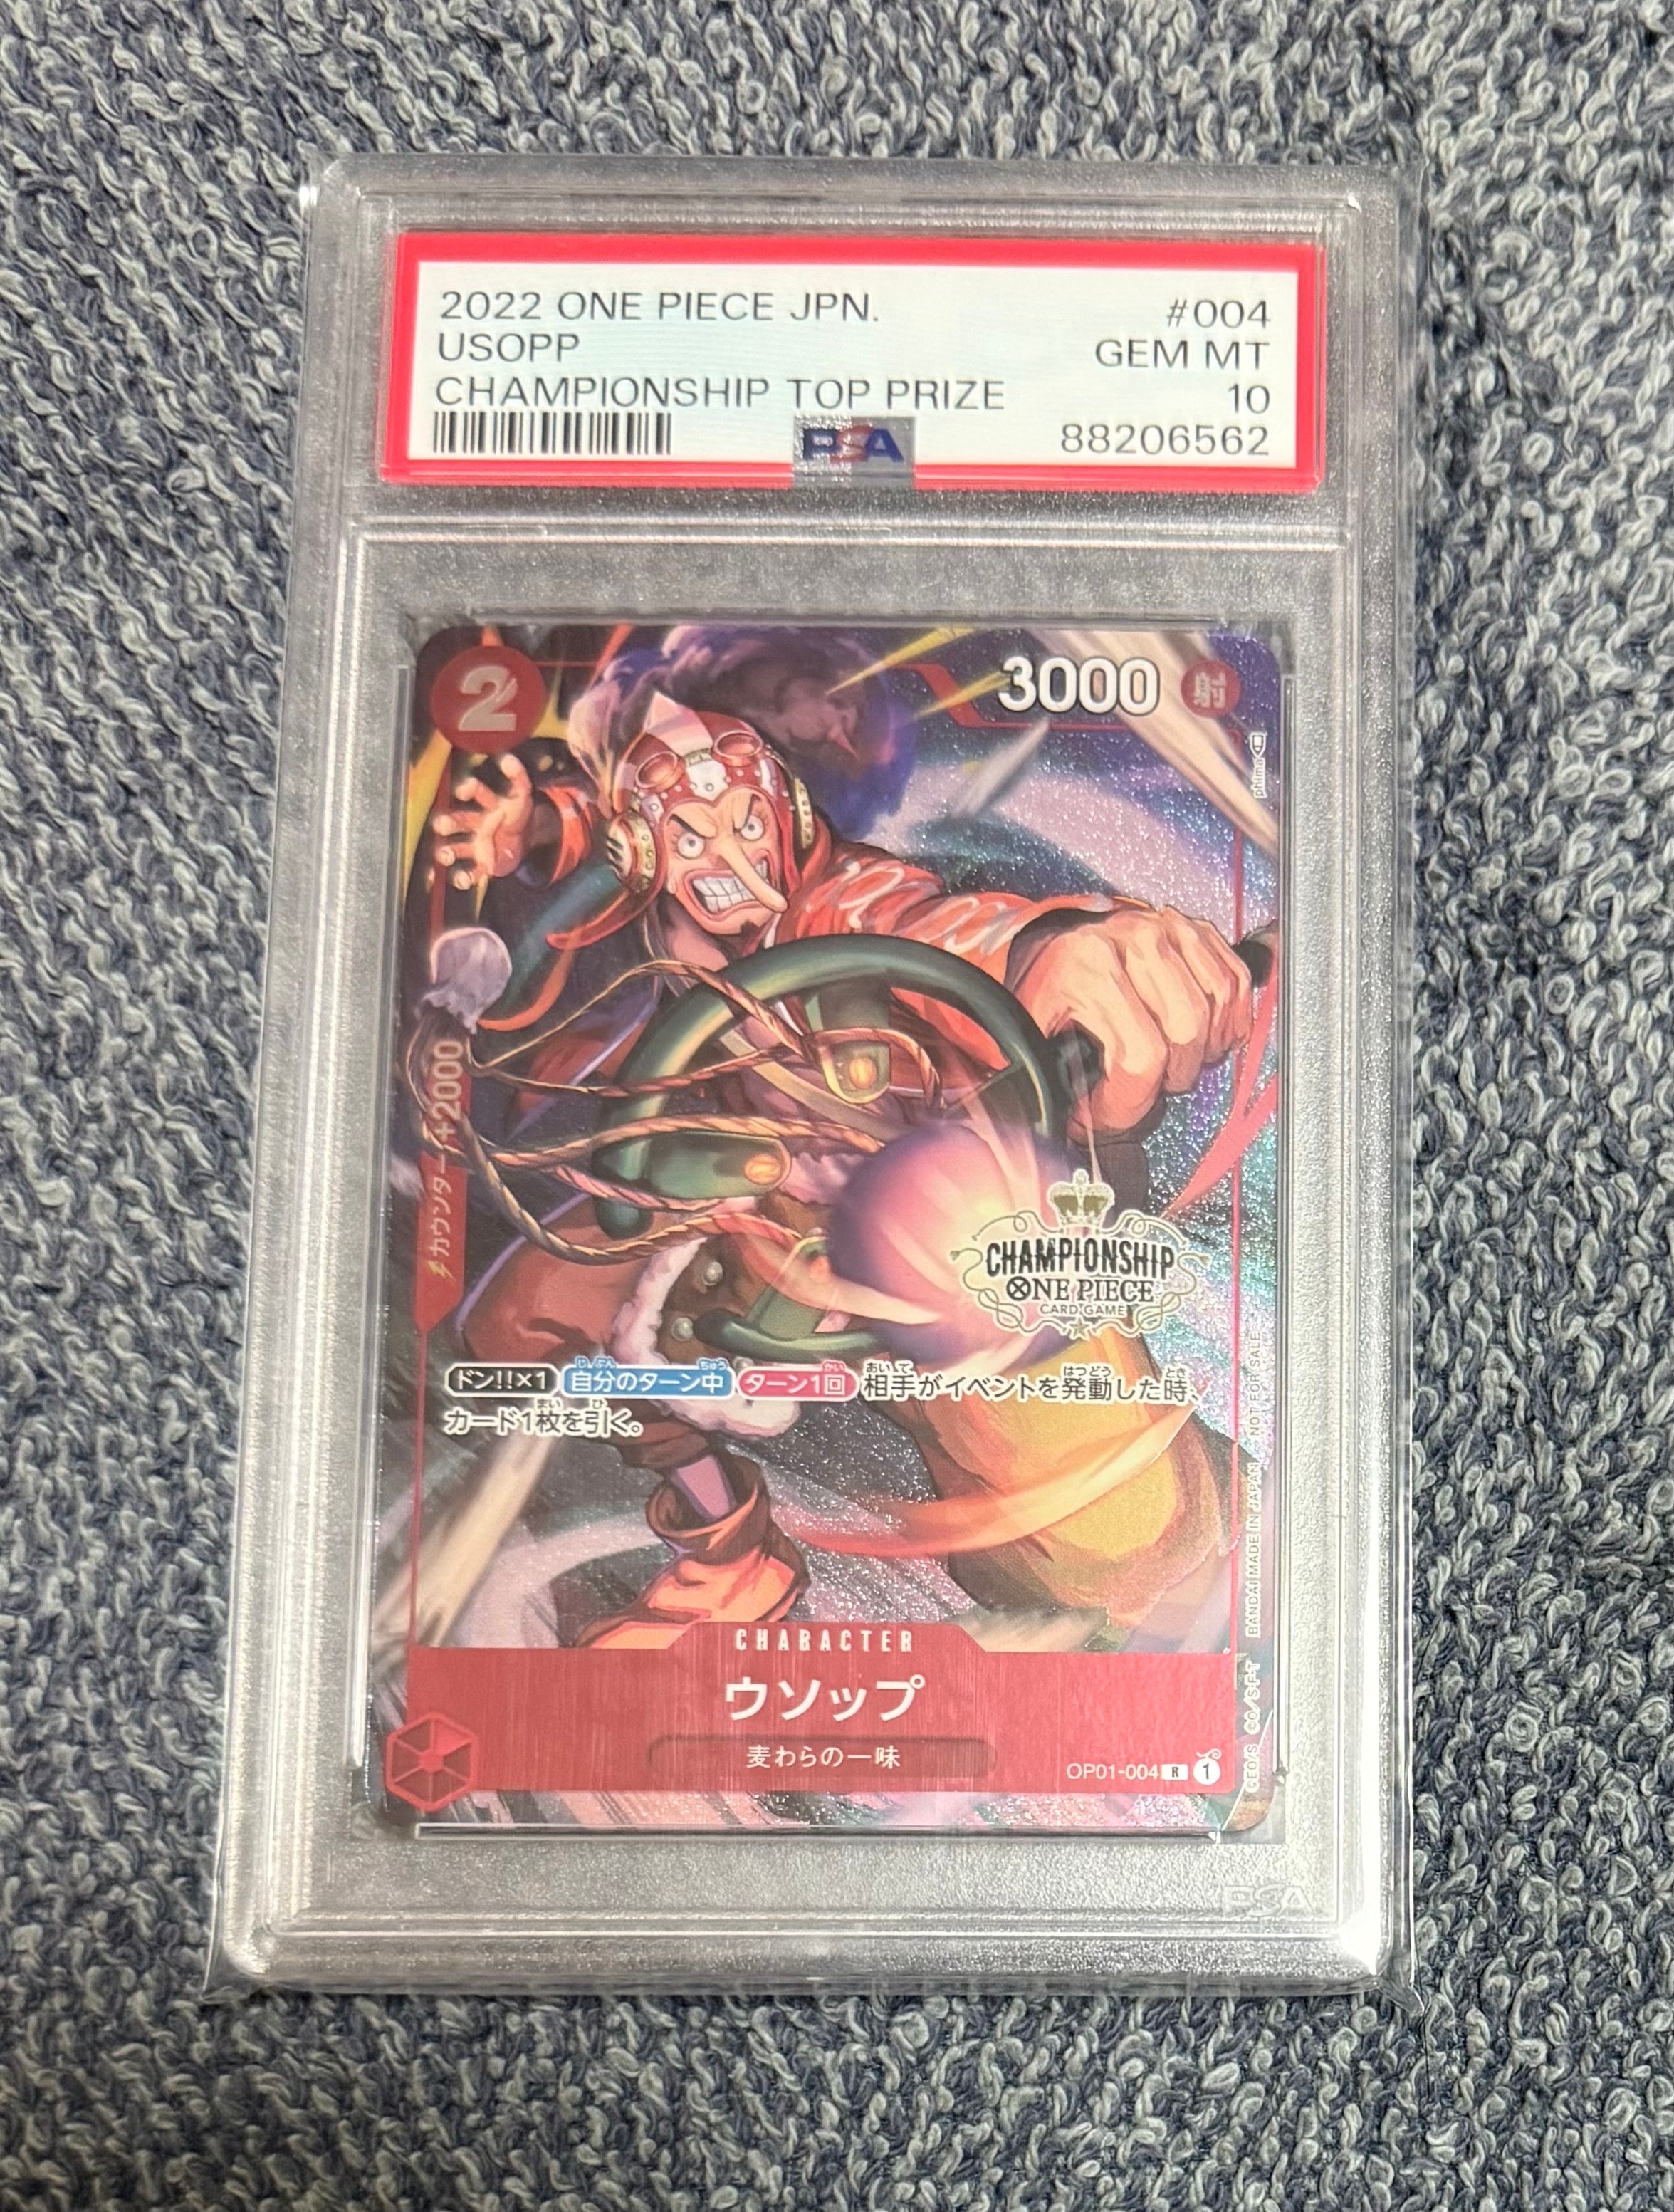 2022 ONE PIECE JPN. #004
USOPP GEM MT
CHAMPIONSHIP TOP PRIZE 10
PSA 88206562
2 3000 射
phima
カウンター+2000
CHAMPIONSHIP
ONE PIECE
CARD GAME
ドン!!×1 自分のターン中 ターン1回 相手がイベントを発動した時、
カード1枚を引く。
CHARACTER
ウソップ
麦わらの一味
OP01-004 R 1
©EO/S. CO/S.F-T BANDAI MADE IN JAPAN NOT FOR SALE
PSA